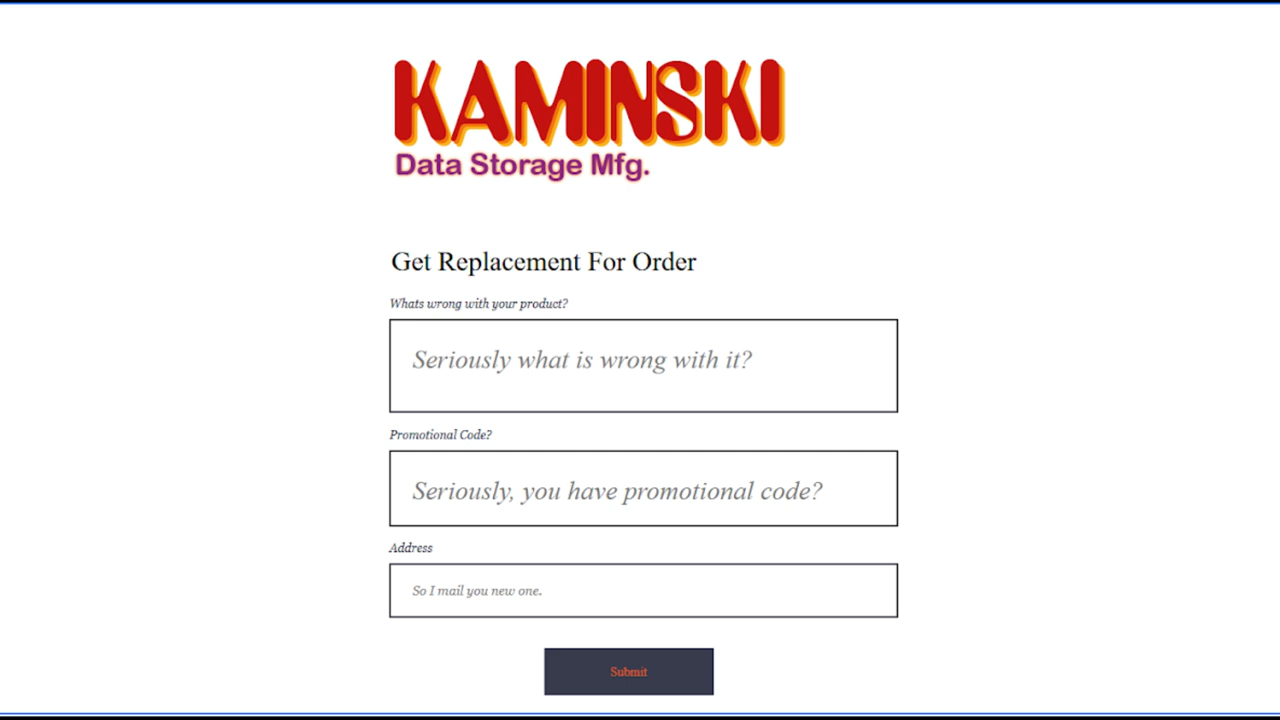 KAMINSKI
Data Storage Mfg.
Get Replacement For Order
Whats wrong with your product?
Seriously what is wrong with it?
Promotional Code?
Seriously, you have promotional code?
Address
So I mail you new one.
Submit